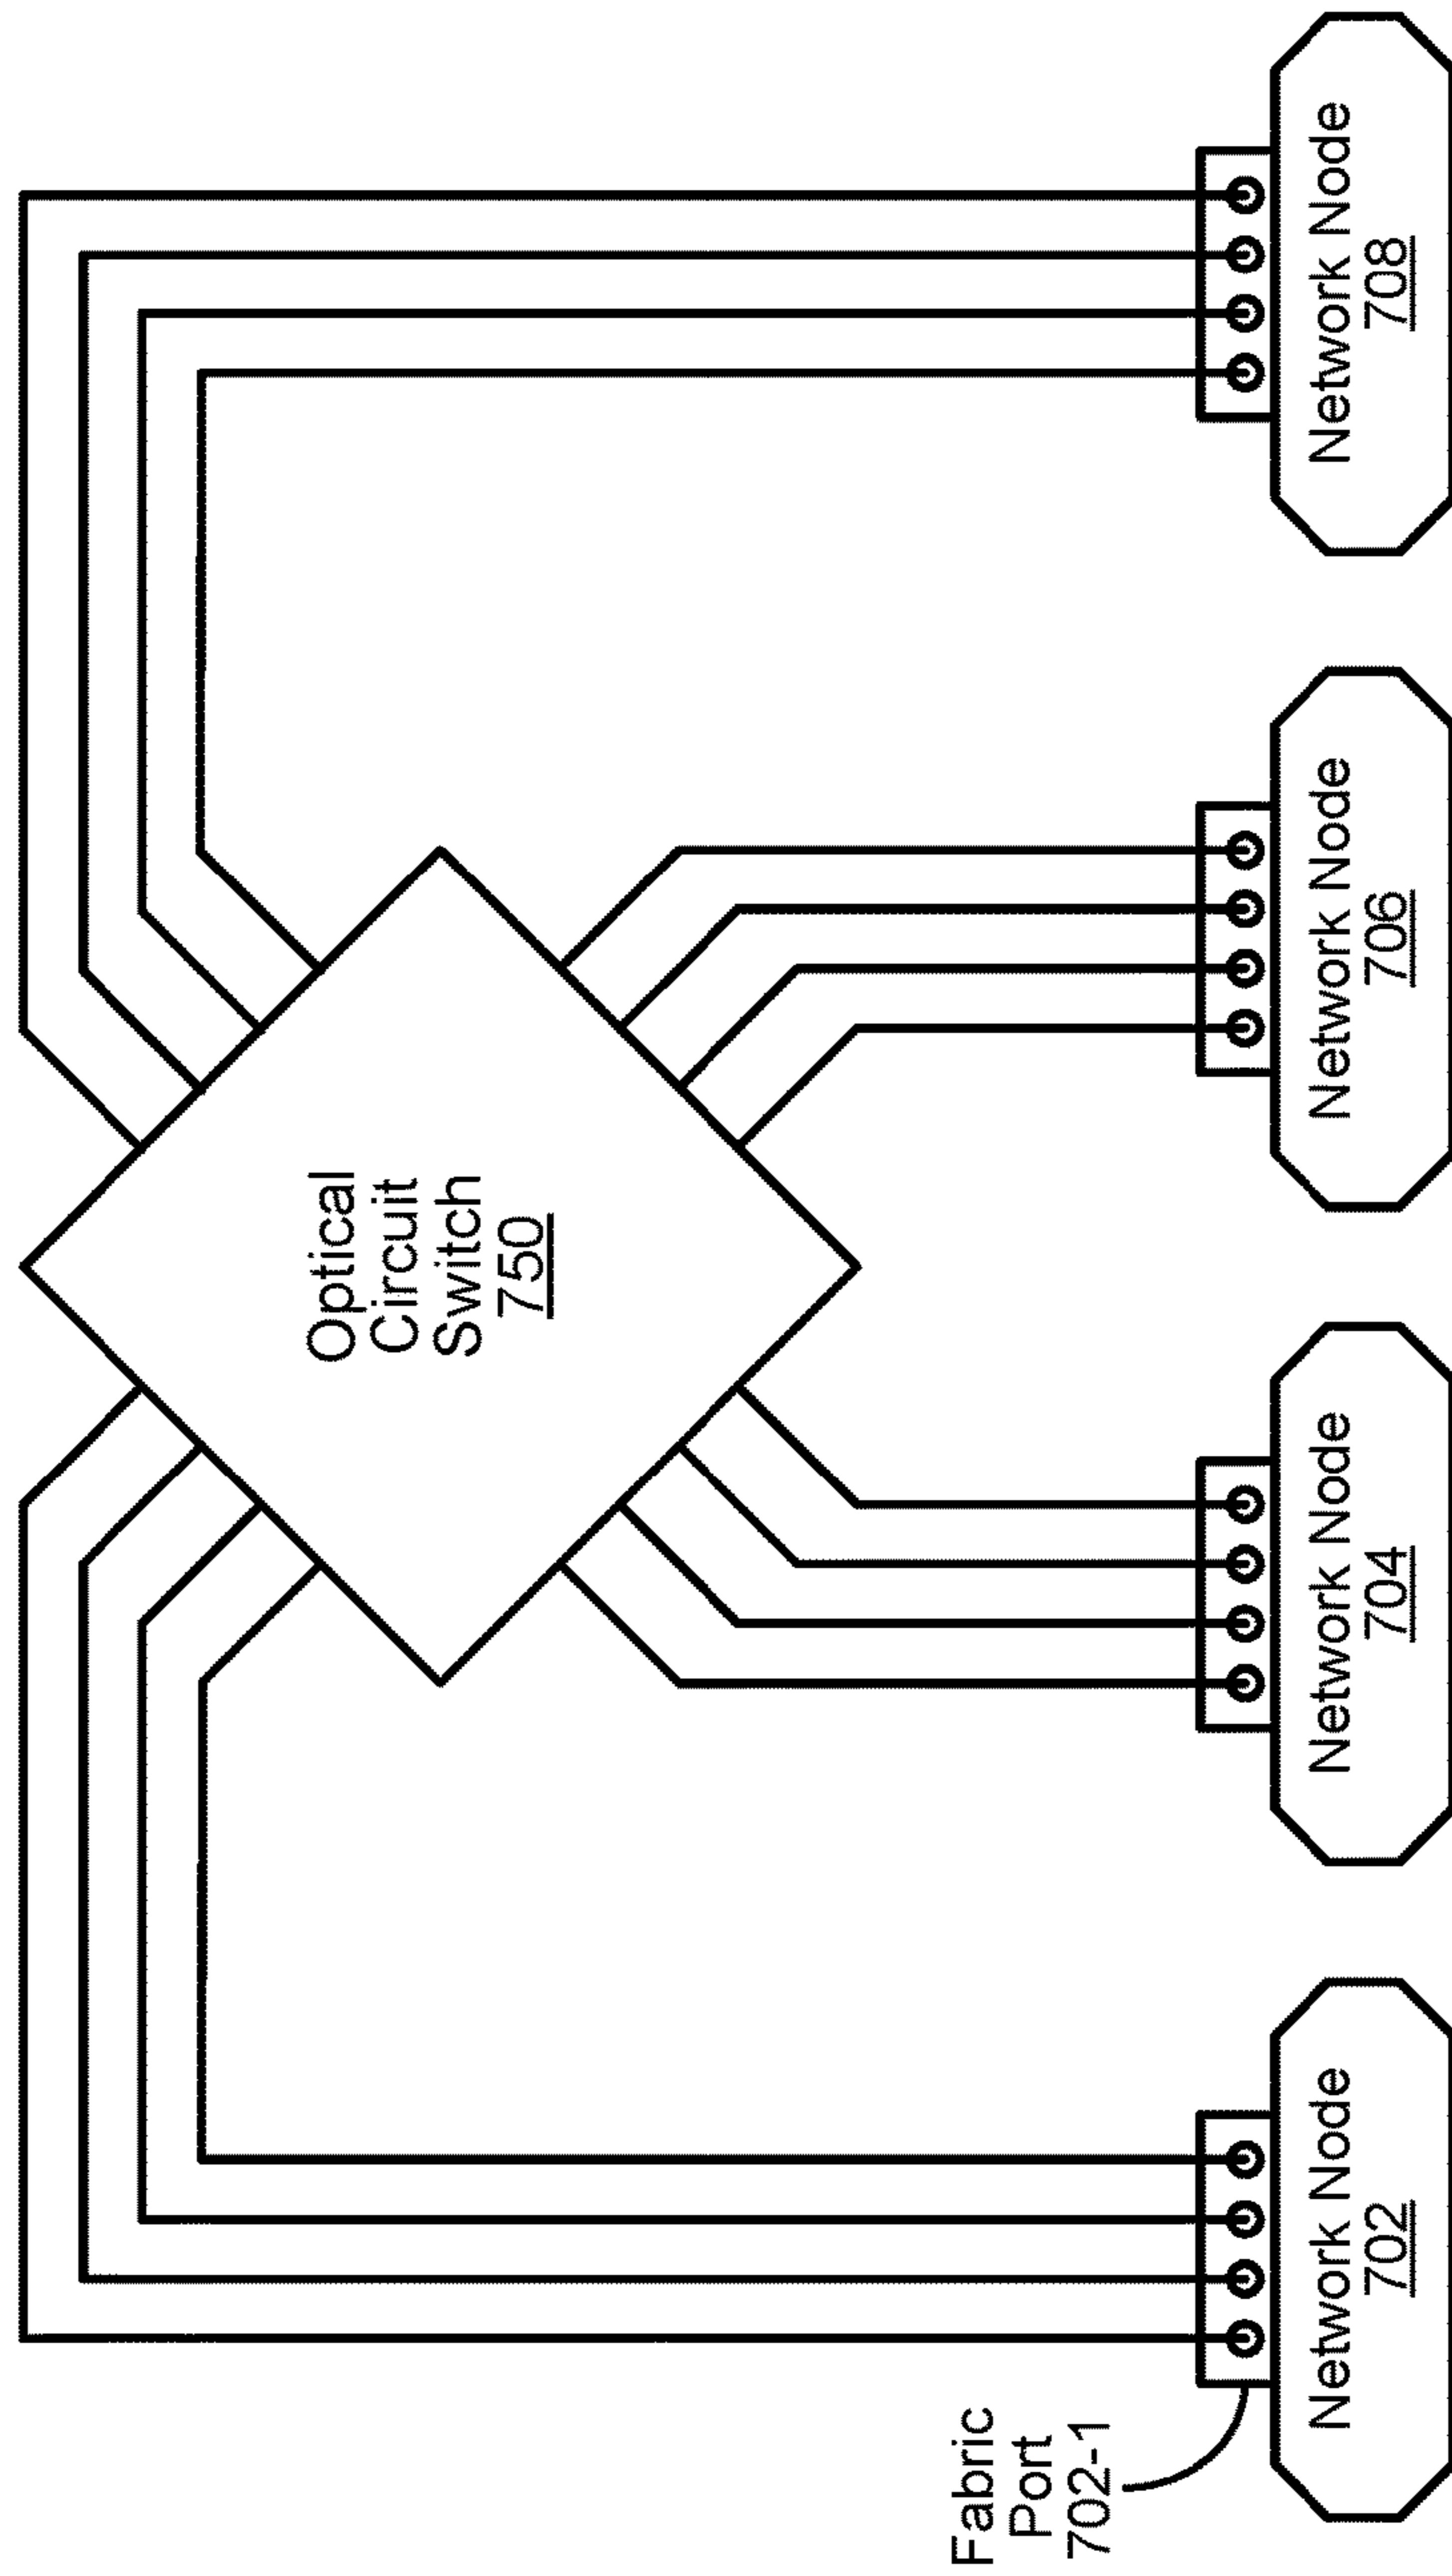 Optical
Circuit
Switch
750
Fabric
Port
702-1
Network Node
702
Network Node
704
Network Node
706
Network Node
708